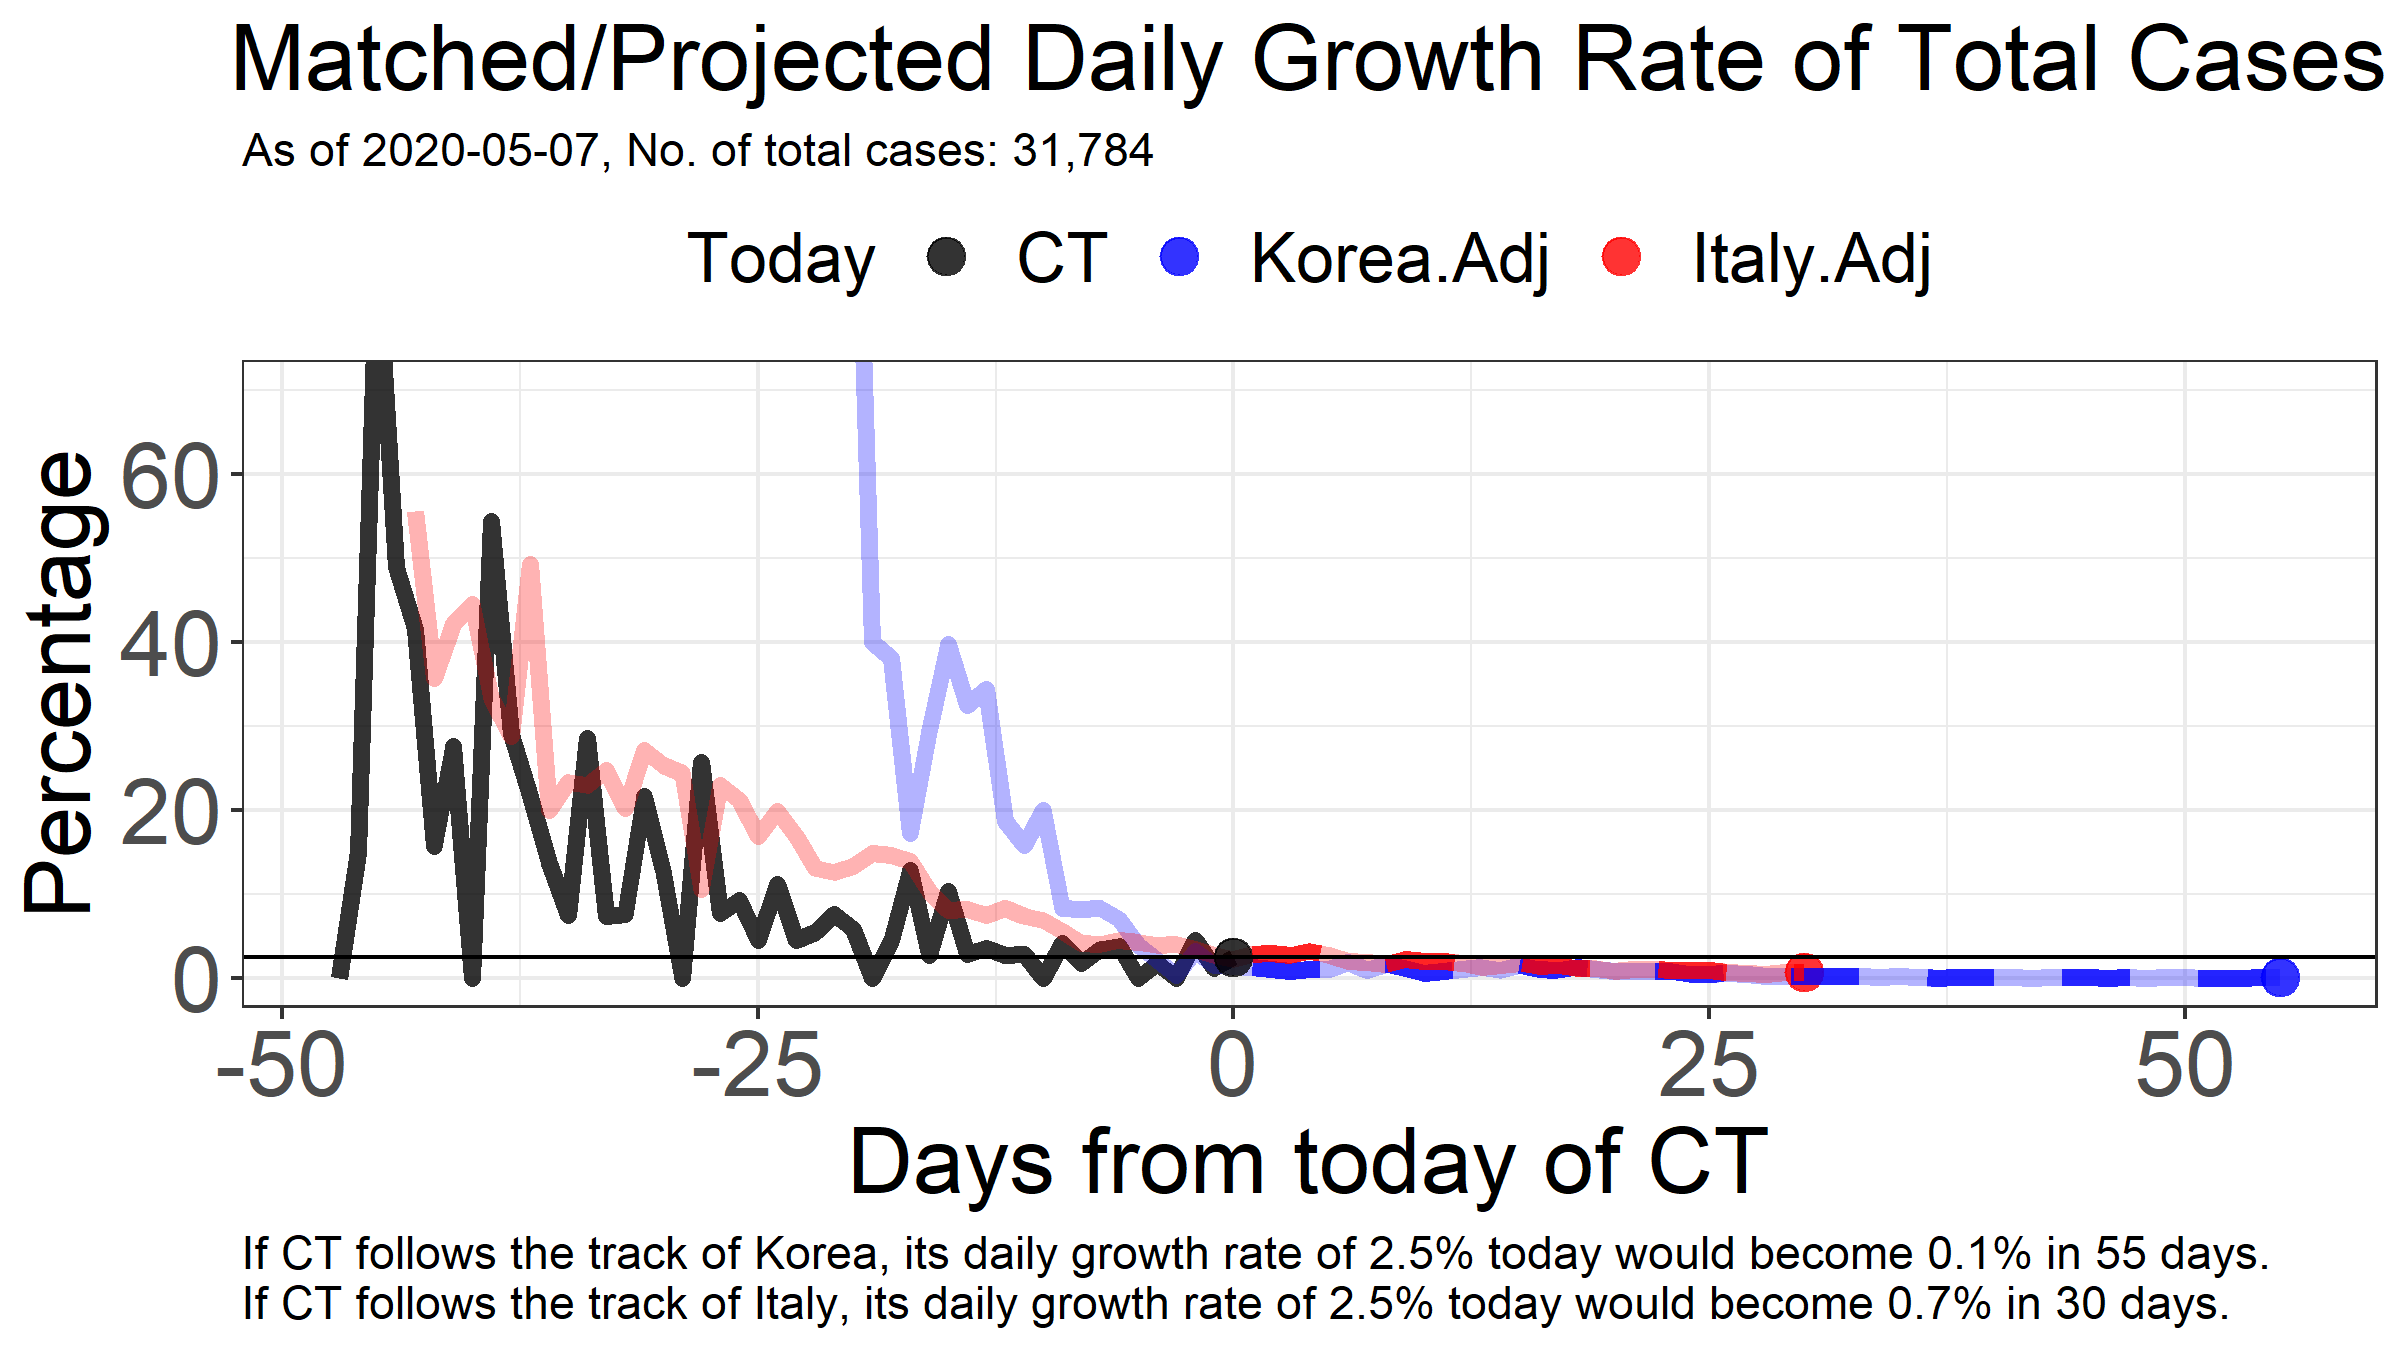 Matched/Projected Daily Growth Rate of Total Cases
As of 2020-05-07, No. of total cases: 31,784
Today CT Korea.Adj Italy.Adj
Percentage
60
40
20
0
-50 -25 0 25 50
Days from today of CT
If CT follows the track of Korea, its daily growth rate of 2.5% today would become 0.1% in 55 days.
If CT follows the track of Italy, its daily growth rate of 2.5% today would become 0.7% in 30 days.